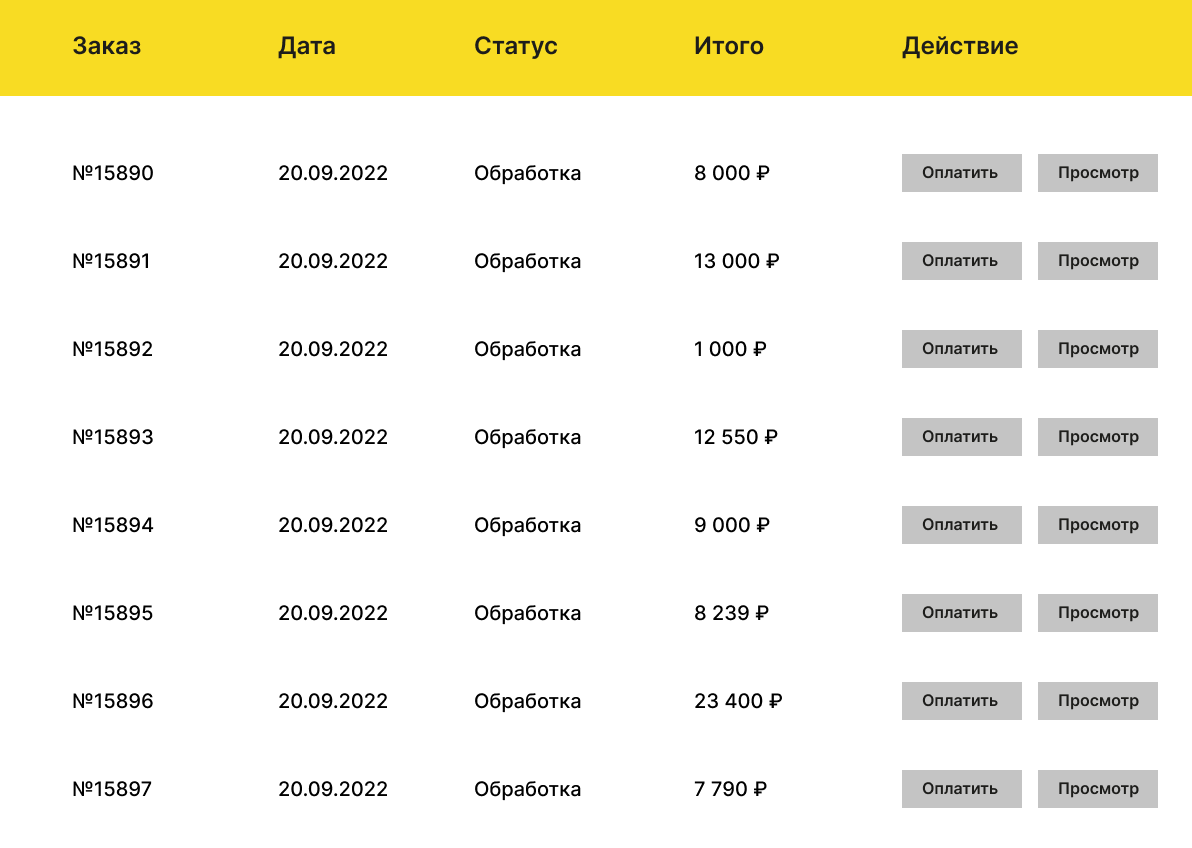 Заказ Дата Статус Итого Действие
№15890 20.09.2022 Обработка 8 000 ₽ Оплатить Просмотр
№15891 20.09.2022 Обработка 13 000 ₽ Оплатить Просмотр
№15892 20.09.2022 Обработка 1 000 ₽ Оплатить Просмотр
№15893 20.09.2022 Обработка 12 550 ₽ Оплатить Просмотр
№15894 20.09.2022 Обработка 9 000 ₽ Оплатить Просмотр
№15895 20.09.2022 Обработка 8 239 ₽ Оплатить Просмотр
№15896 20.09.2022 Обработка 23 400 ₽ Оплатить Просмотр
№15897 20.09.2022 Обработка 7 790 ₽ Оплатить Просмотр